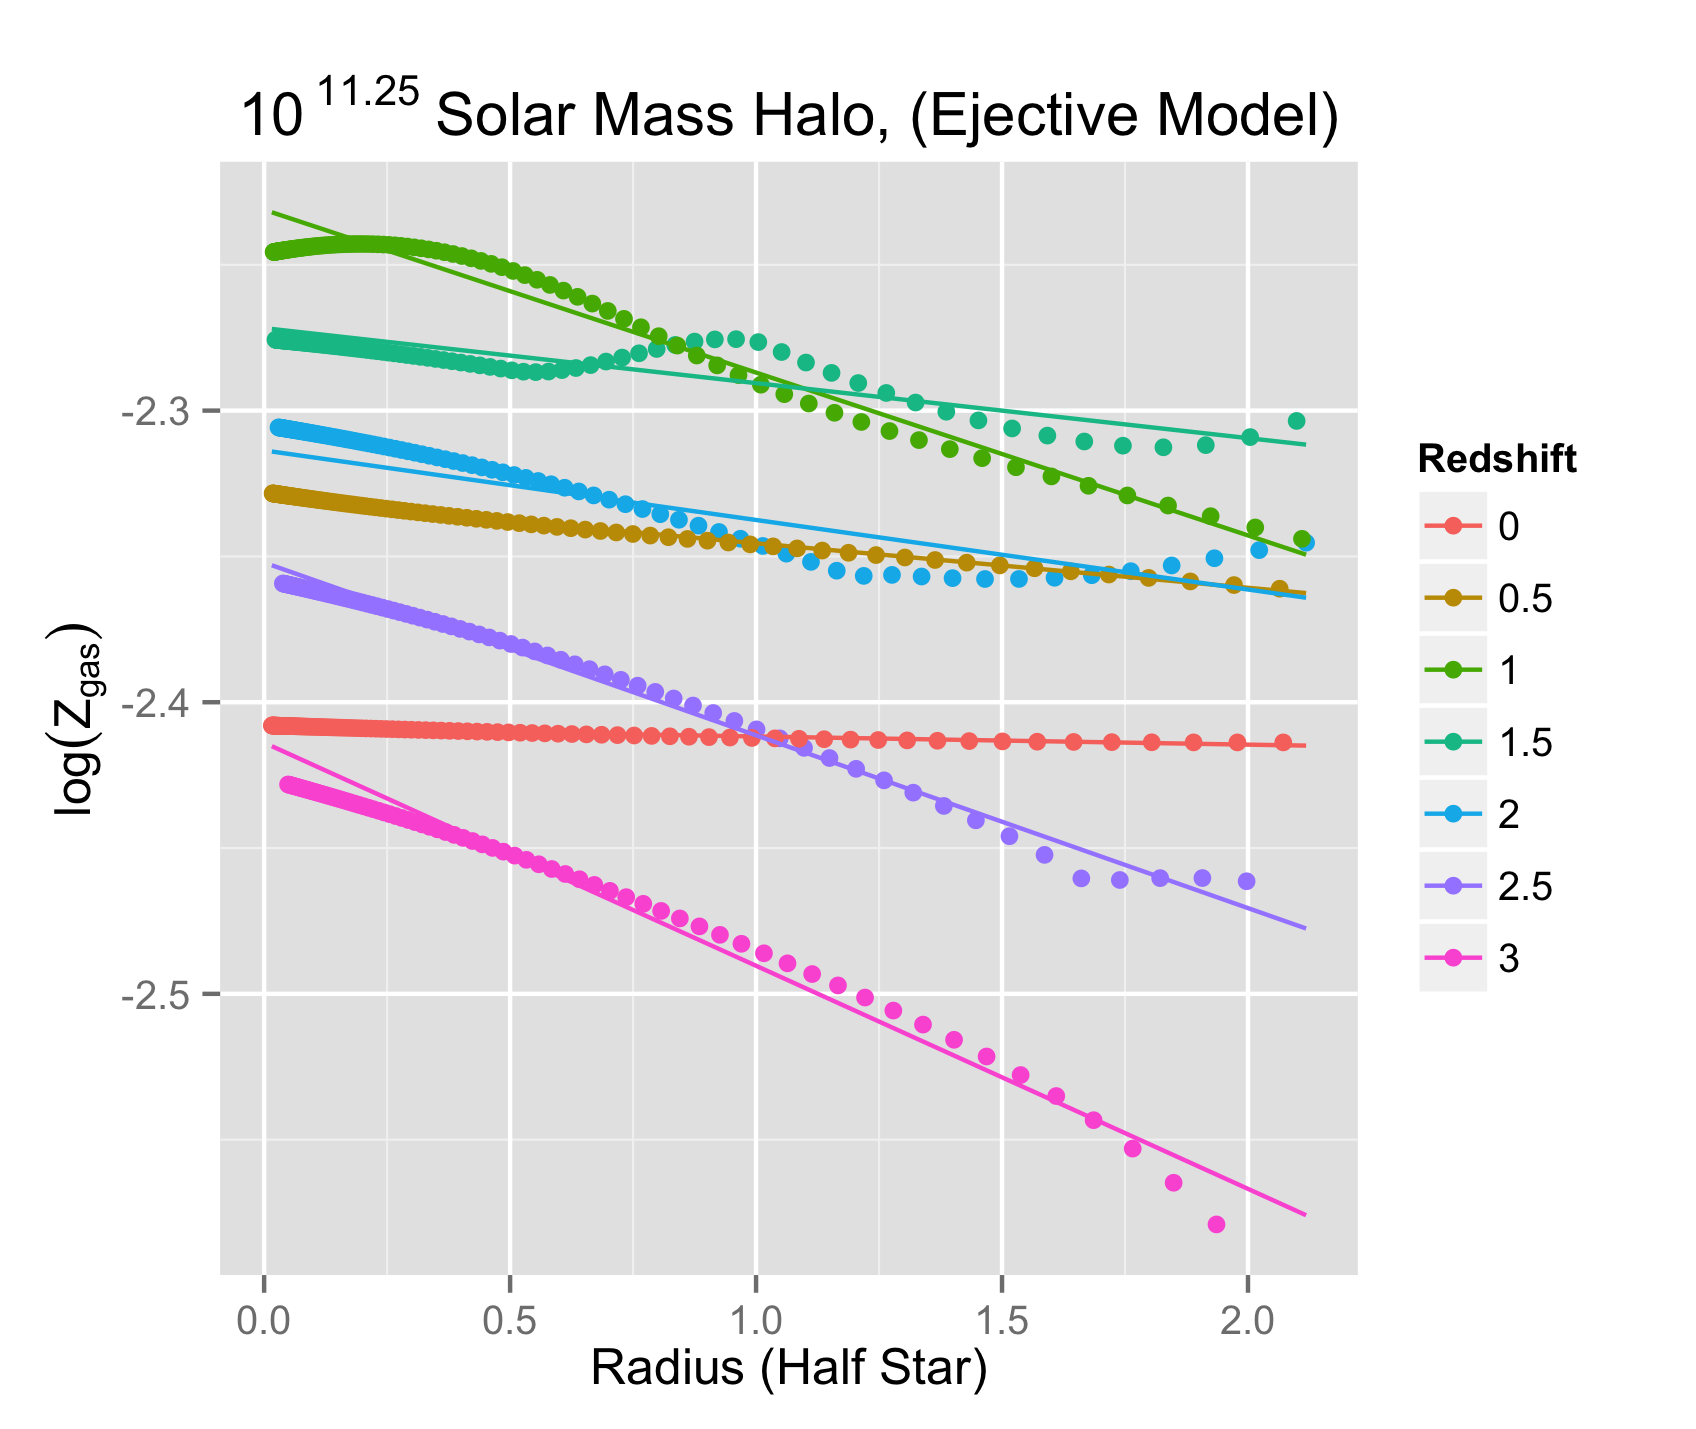 10^11.25 Solar Mass Halo, (Ejective Model)
log(Z_gas)
-2.3
-2.4
-2.5
0.0 0.5 1.0 1.5 2.0
Radius (Half Star)
Redshift
0
0.5
1
1.5
2
2.5
3